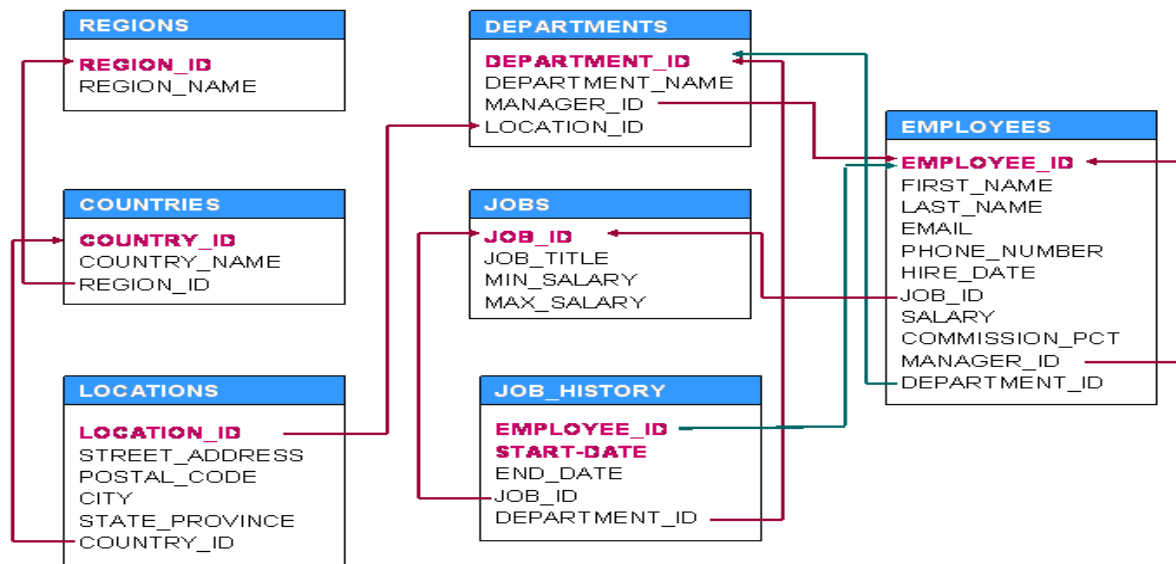 REGIONS
REGION_ID
REGION_NAME
DEPARTMENTS
DEPARTMENT_ID
DEPARTMENT_NAME
MANAGER_ID
LOCATION_ID
EMPLOYEES
EMPLOYEE_ID
FIRST_NAME
LAST_NAME
EMAIL
PHONE_NUMBER
HIRE_DATE
JOB_ID
SALARY
COMMISSION_PCT
MANAGER_ID
DEPARTMENT_ID
COUNTRIES
COUNTRY_ID
COUNTRY_NAME
REGION_ID
JOBS
JOB_ID
JOB_TITLE
MIN_SALARY
MAX_SALARY
LOCATIONS
LOCATION_ID
STREET_ADDRESS
POSTAL_CODE
CITY
STATE_PROVINCE
COUNTRY_ID
JOB_HISTORY
EMPLOYEE_ID
START-DATE
END_DATE
JOB_ID
DEPARTMENT_ID